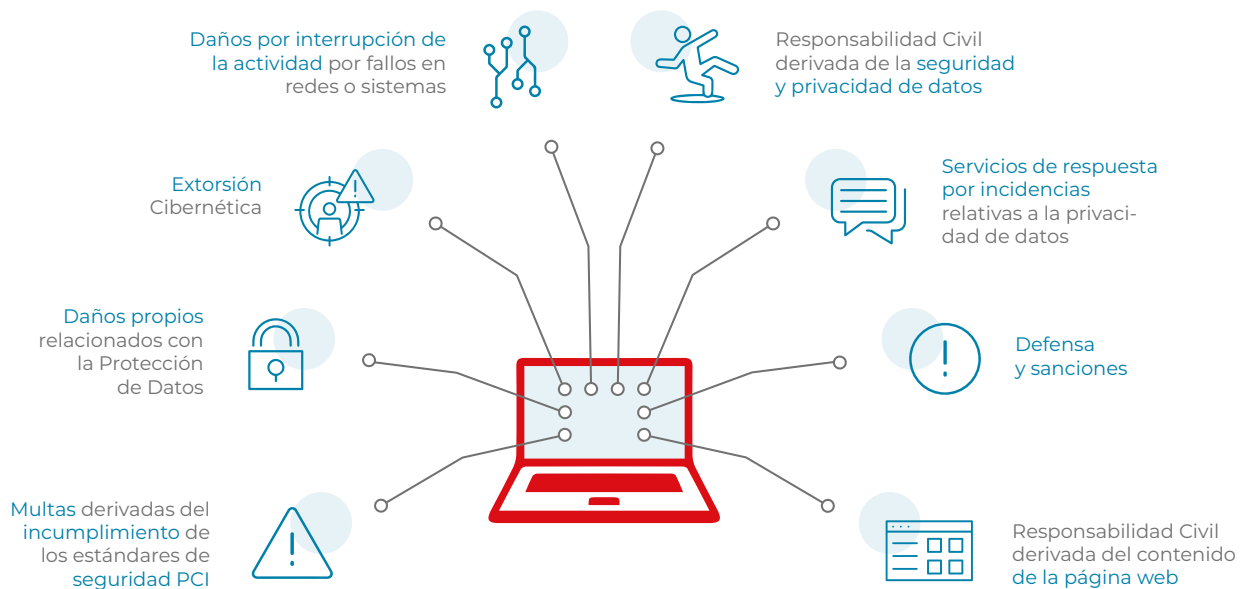 Daños por interrupción de
la actividad por fallos en
redes o sistemas
Responsabilidad Civil
derivada de la seguridad
y privacidad de datos
Extorsión
Cibernética
Servicios de respuesta
por incidencias
relativas a la privaci-
dad de datos
Daños propios
relacionados con
la Protección
de Datos
Defensa
y sanciones
Multas derivadas del
incumplimiento de
los estándares de
seguridad PCI
Responsabilidad Civil
derivada del contenido
de la página web